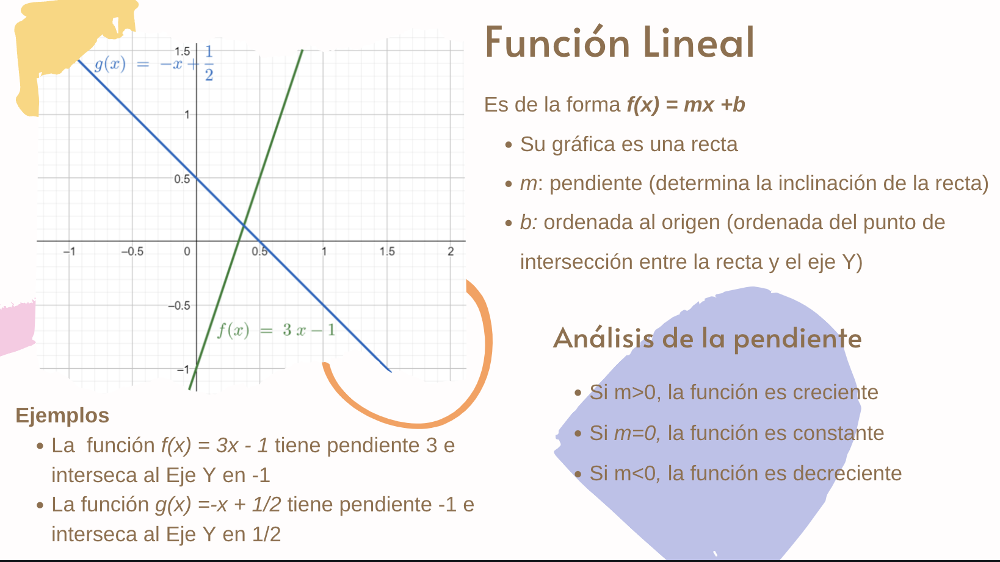 Función Lineal
Es de la forma f(x) = mx +b
• Su gráfica es una recta
• m: pendiente (determina la inclinación de la recta)
• b: ordenada al origen (ordenada del punto de
intersección entre la recta y el eje Y)
g(x) = −x + 1/2
1.5
1
0.5
−1 −0.5 0 0.5 1 1.5 2
−0.5
f(x) = 3 x − 1
−1
Análisis de la pendiente
• Si m>0, la función es creciente
• Si m=0, la función es constante
• Si m<0, la función es decreciente
Ejemplos
• La función f(x) = 3x - 1 tiene pendiente 3 e
interseca al Eje Y en -1
• La función g(x) =-x + 1/2 tiene pendiente -1 e
interseca al Eje Y en 1/2